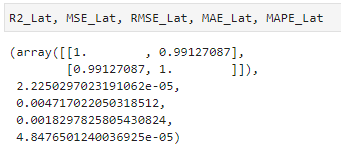 R2_Lat, MSE_Lat, RMSE_Lat, MAE_Lat, MAPE_Lat
(array([[1.        , 0.99127087],
        [0.99127087, 1.        ]]),
 2.2250297023191062e-05,
 0.004717022050318512,
 0.0018297825805430824,
 4.8476501240036925e-05)